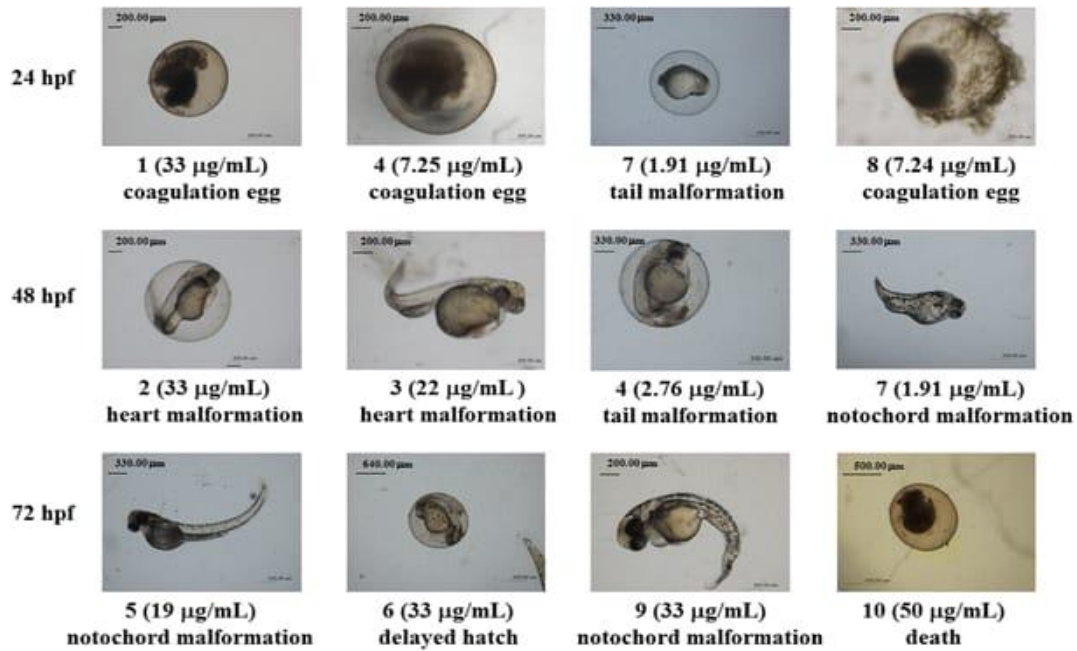 200.00 μm
200.00 μm
330.00 μm
200.00 μm
24 hpf
1 (33 μg/mL)
coagulation egg
4 (7.25 μg/mL)
coagulation egg
7 (1.91 μg/mL)
tail malformation
8 (7.24 μg/mL)
coagulation egg
200.00 μm
200.00 μm
330.00 μm
330.00 μm
48 hpf
2 (33 μg/mL)
heart malformation
3 (22 μg/mL )
heart malformation
4 (2.76 μg/mL)
tail malformation
7 (1.91 μg/mL)
notochord malformation
330.00 μm
640.00 μm
200.00 μm
500.00 μm
72 hpf
5 (19 μg/mL)
notochord malformation
6 (33 μg/mL)
delayed hatch
9 (33 μg/mL)
notochord malformation
10 (50 μg/mL)
death